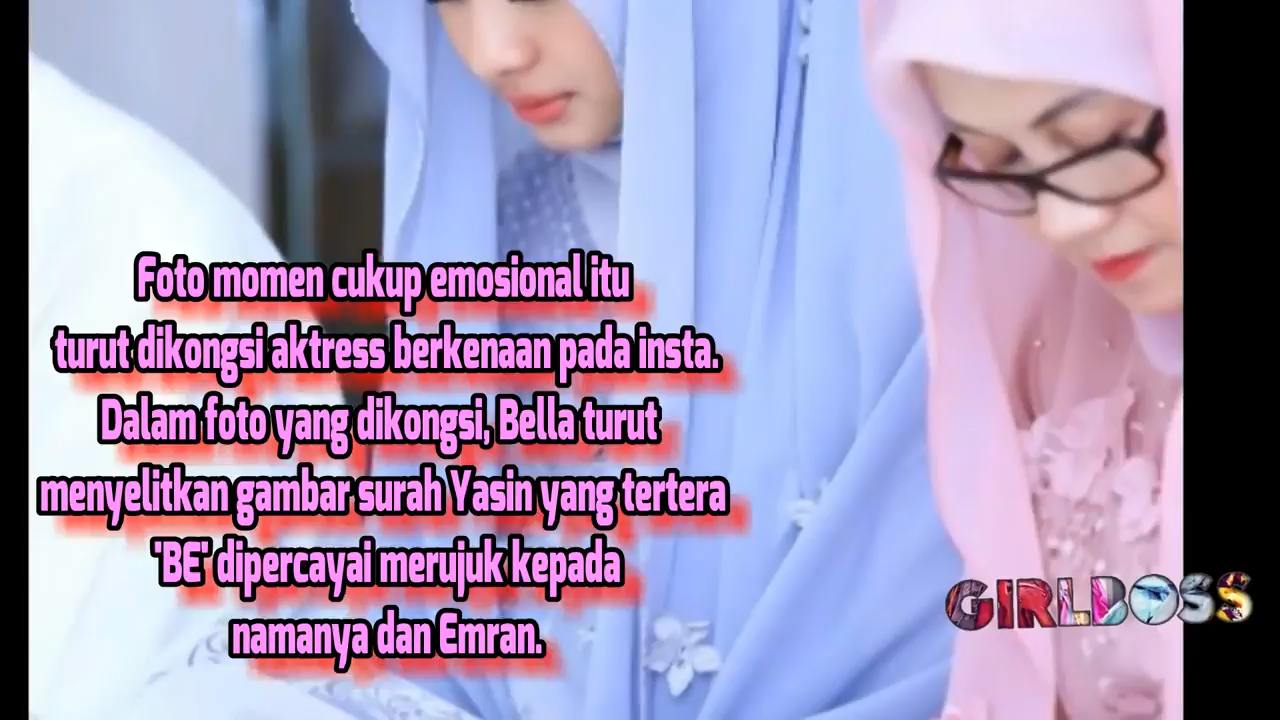 Foto momen cukup emosional itu
turut dikongsi aktress berkenaan pada insta.
Dalam foto yang dikongsi, Bella turut
menyelitkan gambar surah Yasin yang tertera
'BE' dipercayai merujuk kepada
namanya dan Emran.
GIRLBOSS